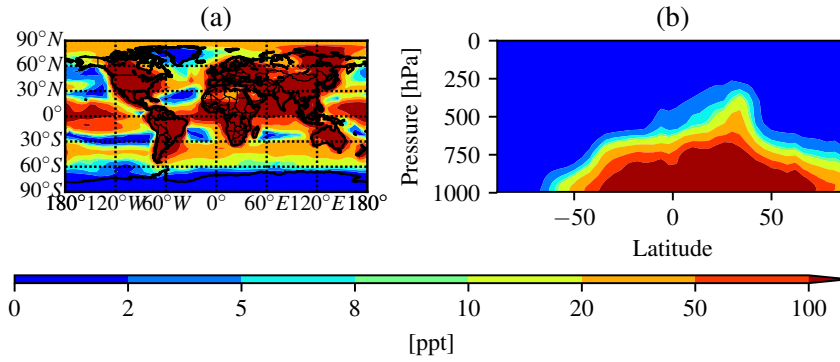 (a)
(b)
90°N
60°N
30°N
0°
30°S
60°S
90°S
180°120°W60°W 0° 60°E120°E180°
Pressure [hPa]
0
250
500
750
1000
−50 0 50
Latitude
0 2 5 8 10 20 50 100
[ppt]